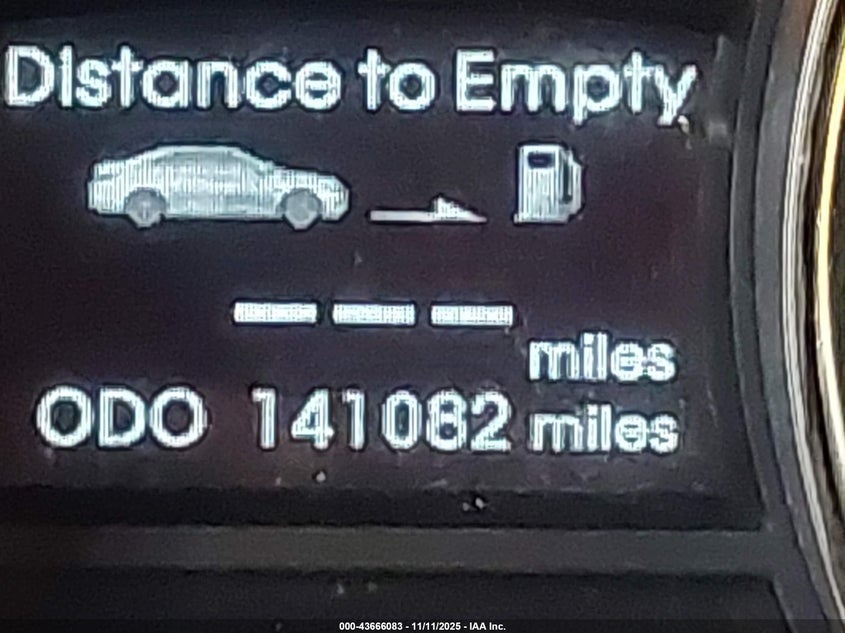 Distance to Empty
--- miles
ODO 141082 miles
000-43666083 - 11/11/2025 - IAA Inc.